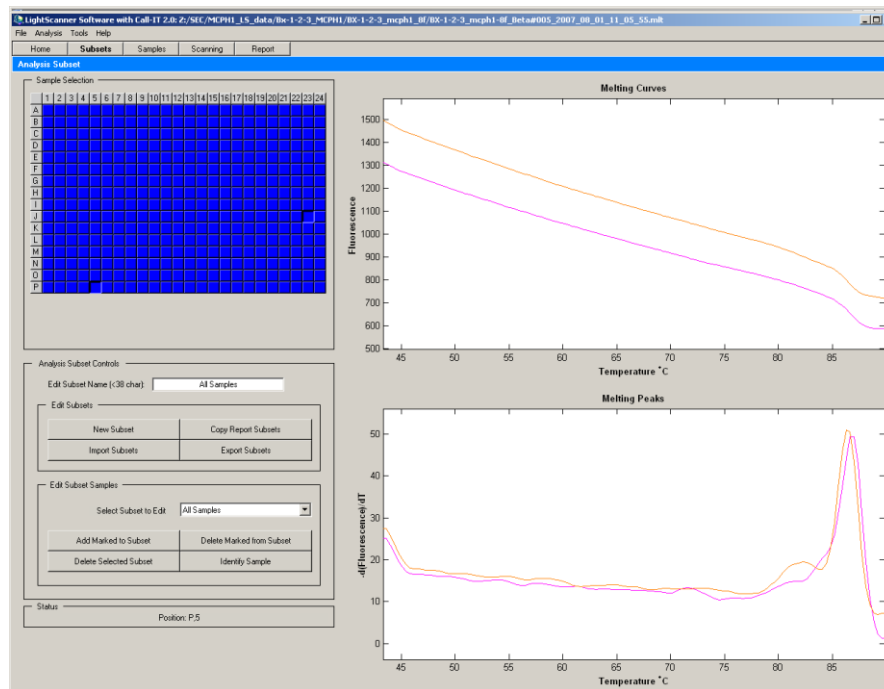 LightScanner Software with Call-IT 2.0: Z:/SEC/MCPH1_LS_data/Bx-1-2-3_MCPH1/BX-1-2-3_mcph1_8f/BX-1-2-3_mcph1-8f_Beta#005_2007_08_01_11_05_55.mlt
File Analysis Tools Help
Home Subsets Samples Scanning Report
Analysis Subset
Sample Selection
1 2 3 4 5 6 7 8 9 10 11 12 13 14 15 16 17 18 19 20 21 22 23 24
A
B
C
D
E
F
G
H
I
J
K
L
M
N
O
P
Analysis Subset Controls
Edit Subset Name (<38 char): All Samples
Edit Subsets
New Subset Copy Report Subsets
Import Subsets Export Subsets
Edit Subset Samples
Select Subset to Edit All Samples
Add Marked to Subset Delete Marked from Subset
Delete Selected Subset Identify Sample
Status
Position: P,5
Melting Curves
Fluorescence
1500
1400
1300
1200
1100
1000
900
800
700
600
500
45 50 55 60 65 70 75 80 85
Temperature °C
Melting Peaks
-d(Fluorescence)/dT
50
40
30
20
10
0
45 50 55 60 65 70 75 80 85
Temperature °C